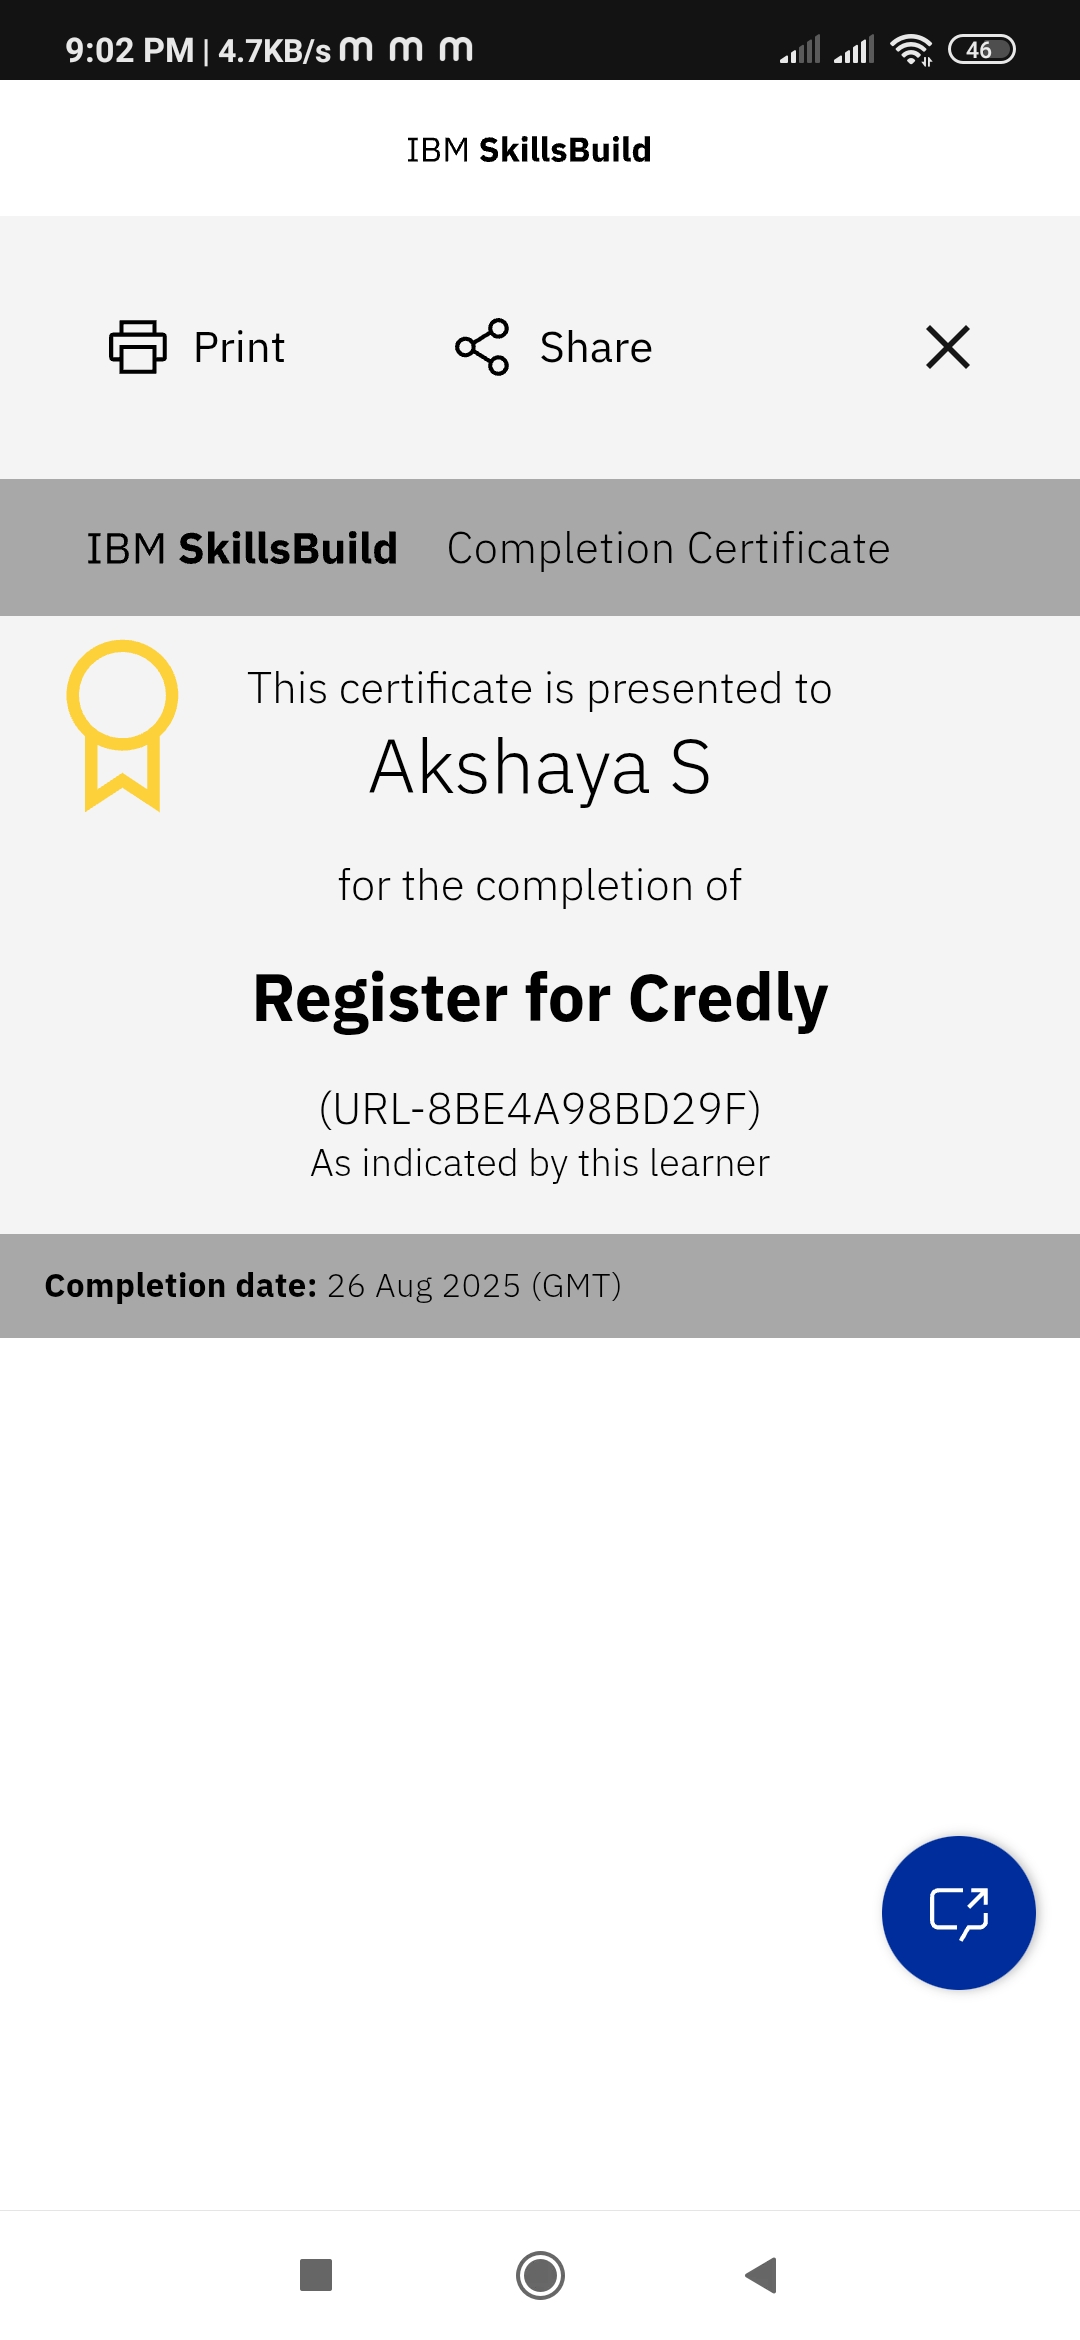 9:02 PM | 4.7KB/s m m m 46
IBM SkillsBuild
Print Share
IBM SkillsBuild Completion Certificate
This certificate is presented to
Akshaya S
for the completion of
Register for Credly
(URL-8BE4A98BD29F)
As indicated by this learner
Completion date: 26 Aug 2025 (GMT)